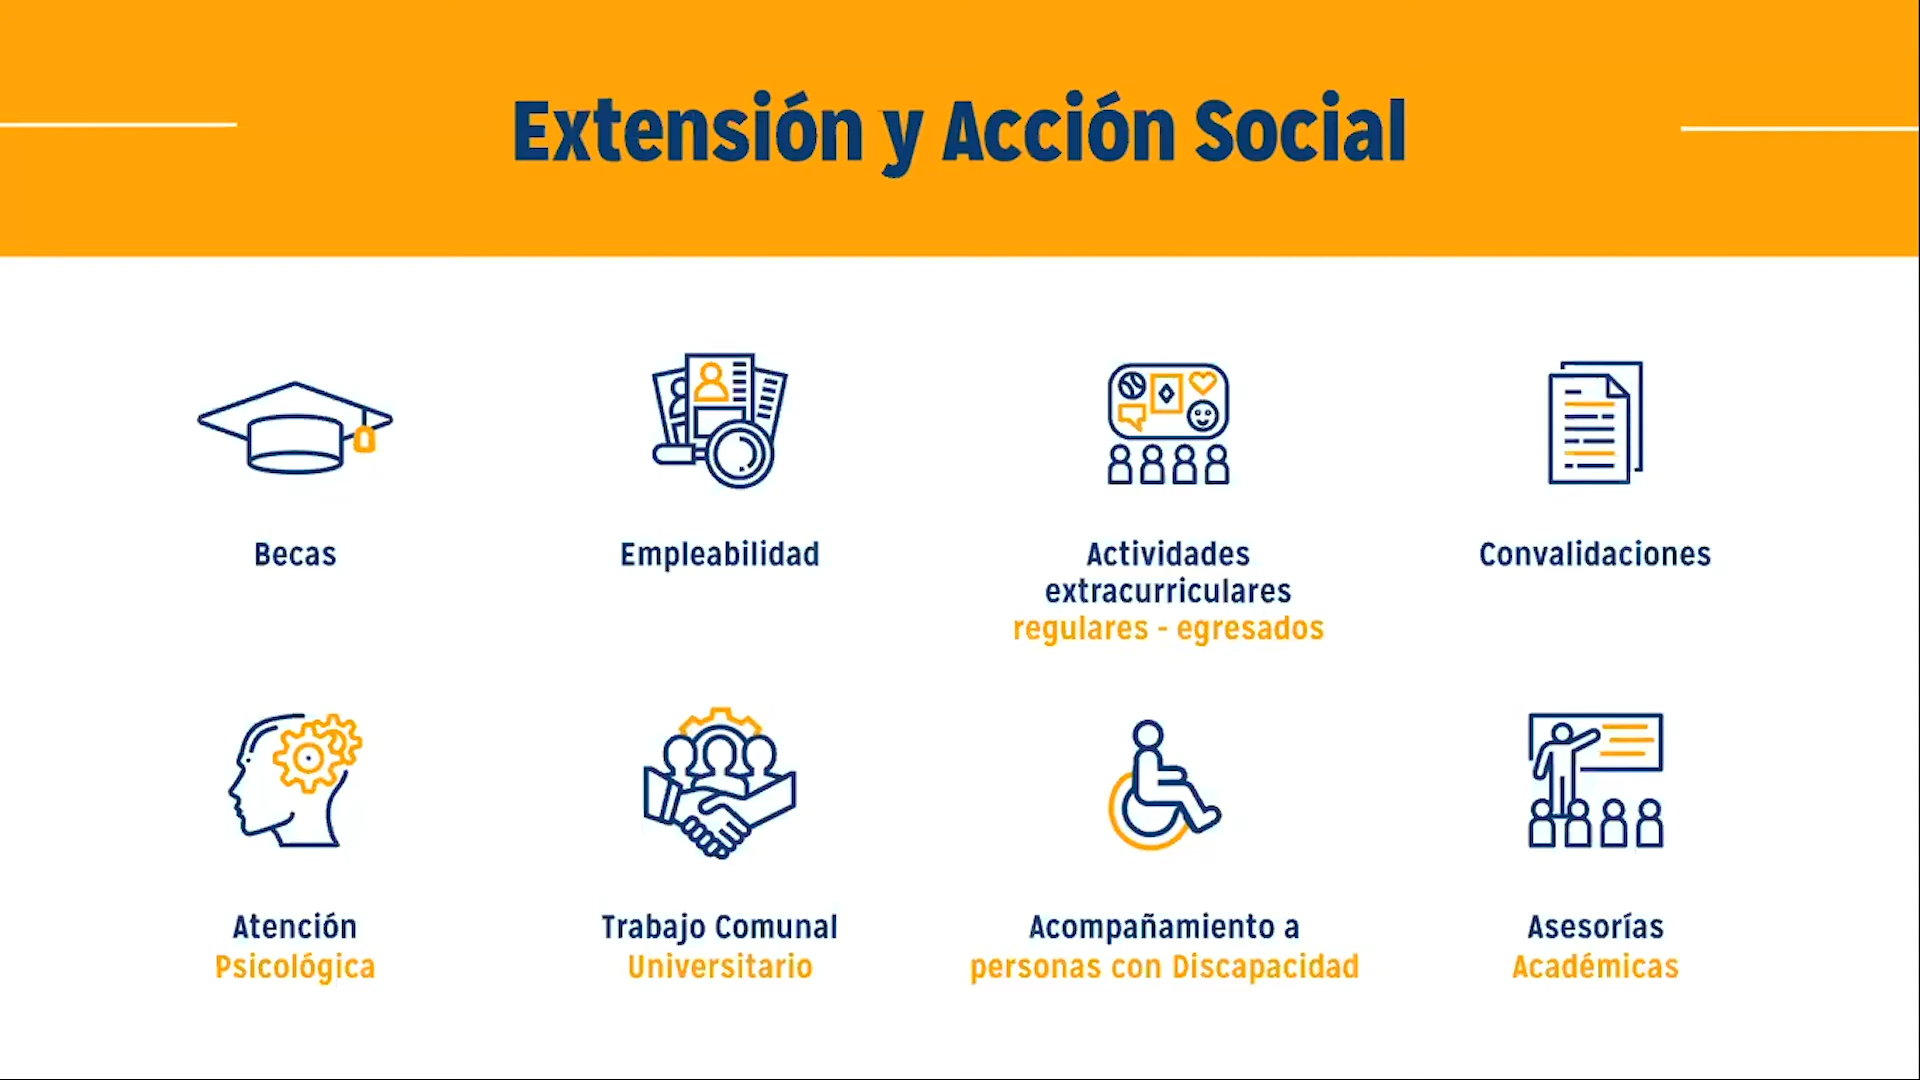 Extensión y Acción Social
Becas
Empleabilidad
Actividades
extracurriculares
regulares - egresados
Convalidaciones
Atención
Psicológica
Trabajo Comunal
Universitario
Acompañamiento a
personas con Discapacidad
Asesorías
Académicas